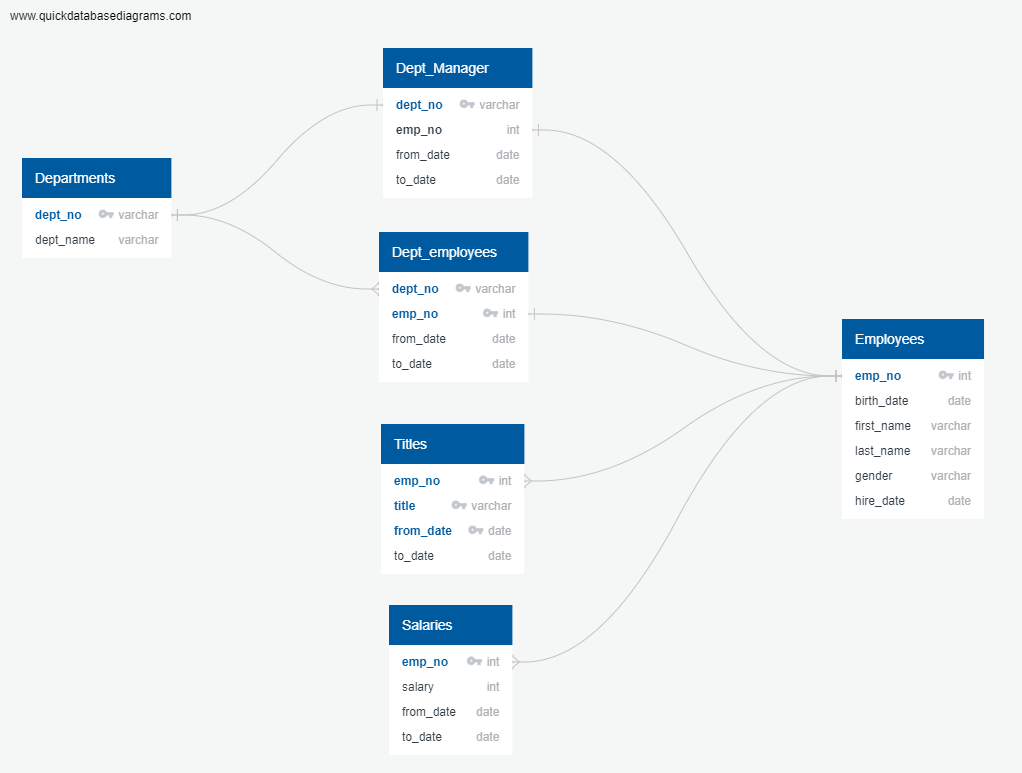 www.quickdatabasediagrams.com
Dept_Manager
dept_no varchar
emp_no int
from_date date
to_date date
Departments
dept_no varchar
dept_name varchar
Dept_employees
dept_no varchar
emp_no int
from_date date
to_date date
Employees
emp_no int
birth_date date
first_name varchar
last_name varchar
gender varchar
hire_date date
Titles
emp_no int
title varchar
from_date date
to_date date
Salaries
emp_no int
salary int
from_date date
to_date date